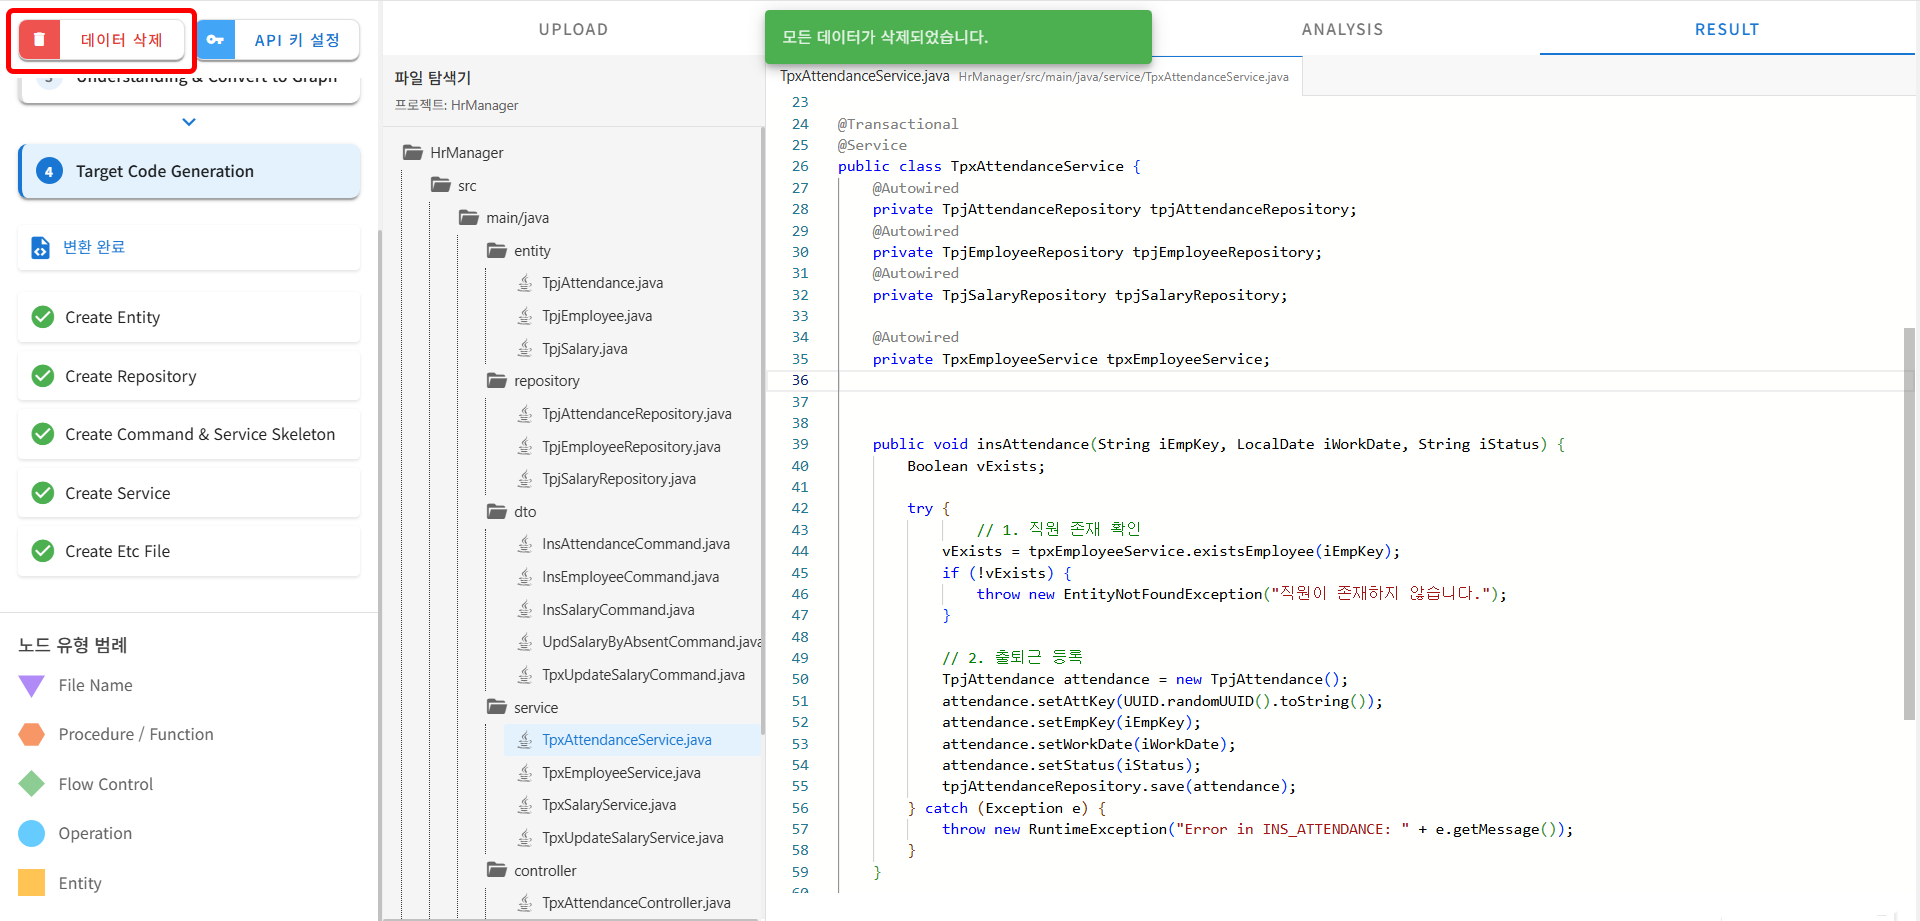 데이터 삭제
API 키 설정
Understanding & Convert to Graph
4
Target Code Generation
변환 완료
Create Entity
Create Repository
Create Command & Service Skeleton
Create Service
Create Etc File
노드 유형 범례
File Name
Procedure / Function
Flow Control
Operation
Entity
UPLOAD
모든 데이터가 삭제되었습니다.
ANALYSIS
RESULT
파일 탐색기
프로젝트: HrManager
HrManager
src
main/java
entity
TpjAttendance.java
TpjEmployee.java
TpjSalary.java
repository
TpjAttendanceRepository.java
TpjEmployeeRepository.java
TpjSalaryRepository.java
dto
InsAttendanceCommand.java
InsEmployeeCommand.java
InsSalaryCommand.java
UpdSalaryByAbsentCommand.java
TpxUpdateSalaryCommand.java
service
TpxAttendanceService.java
TpxEmployeeService.java
TpxSalaryService.java
TpxUpdateSalaryService.java
controller
TpxAttendanceController.java
TpxAttendanceService.java HrManager/src/main/java/service/TpxAttendanceService.java
23
24 @Transactional
25 @Service
26 public class TpxAttendanceService {
27 @Autowired
28 private TpjAttendanceRepository tpjAttendanceRepository;
29 @Autowired
30 private TpjEmployeeRepository tpjEmployeeRepository;
31 @Autowired
32 private TpjSalaryRepository tpjSalaryRepository;
33
34 @Autowired
35 private TpxEmployeeService tpxEmployeeService;
36
37
38
39 public void insAttendance(String iEmpKey, LocalDate iWorkDate, String iStatus) {
40 Boolean vExists;
41
42 try {
43 // 1. 직원 존재 확인
44 vExists = tpxEmployeeService.existsEmployee(iEmpKey);
45 if (!vExists) {
46 throw new EntityNotFoundException("직원이 존재하지 않습니다.");
47 }
48
49 // 2. 출퇴근 등록
50 TpjAttendance attendance = new TpjAttendance();
51 attendance.setAttKey(UUID.randomUUID().toString());
52 attendance.setEmpKey(iEmpKey);
53 attendance.setWorkDate(iWorkDate);
54 attendance.setStatus(iStatus);
55 tpjAttendanceRepository.save(attendance);
56 } catch (Exception e) {
57 throw new RuntimeException("Error in INS_ATTENDANCE: " + e.getMessage());
58 }
59 }
60